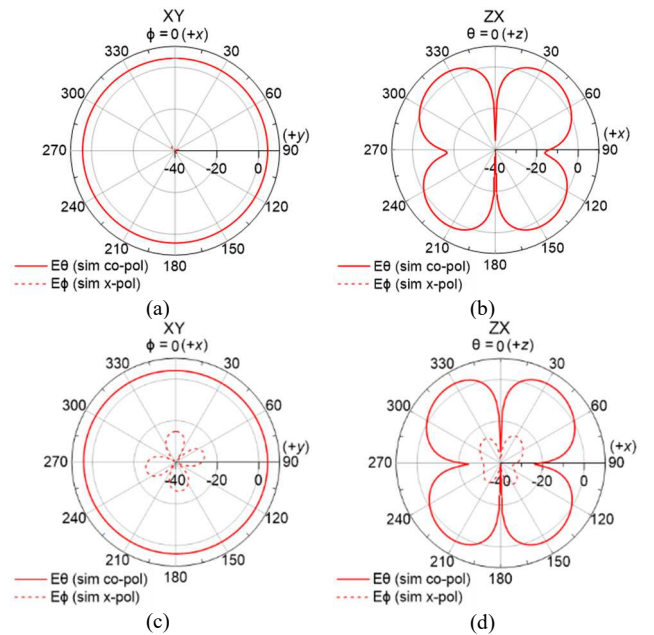 XY
ϕ = 0 (+x)
330
30
300
60
(+y)
270
-40
-20
0
90
240
120
210
150
180
Eθ (sim co-pol)
Eϕ (sim x-pol)
(a)
ZX
θ = 0 (+z)
330
30
300
60
(+x)
270
-40
-20
0
90
240
120
210
150
180
Eθ (sim co-pol)
Eϕ (sim x-pol)
(b)
XY
ϕ = 0 (+x)
330
30
300
60
(+y)
270
-40
-20
0
90
240
120
210
150
180
Eθ (sim co-pol)
Eϕ (sim x-pol)
(c)
ZX
θ = 0 (+z)
330
30
300
60
(+x)
270
-40
-20
0
90
240
120
210
150
180
Eθ (sim co-pol)
Eϕ (sim x-pol)
(d)